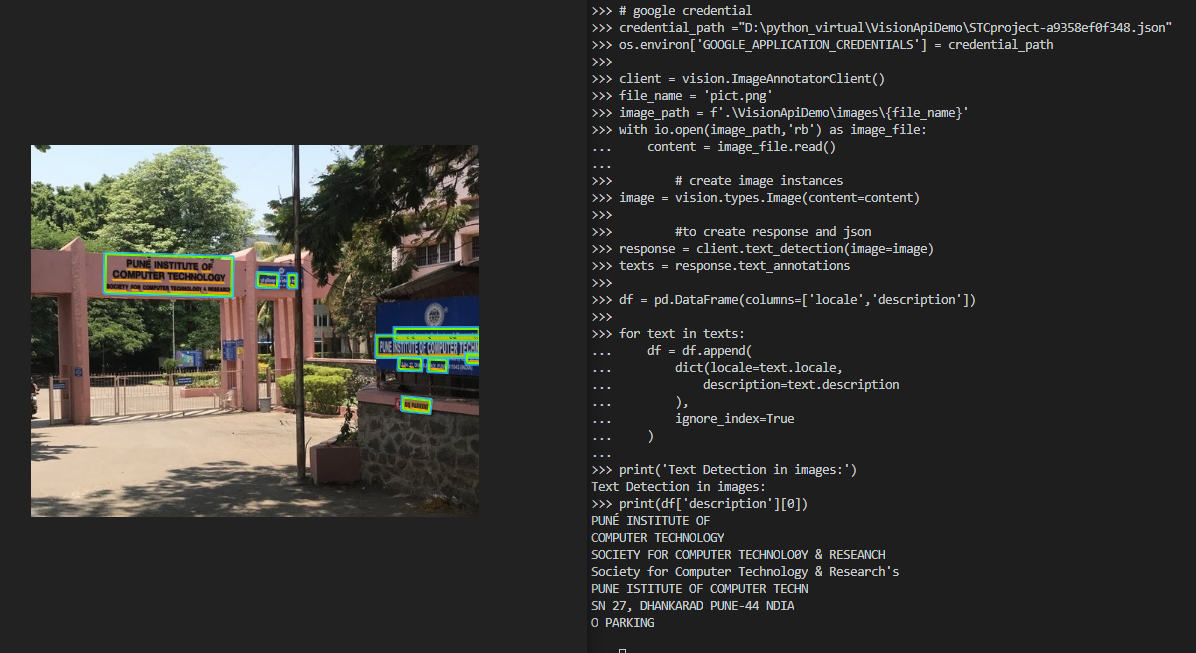 PUNE INSTITUTE OF
COMPUTER TECHNOLOGY
SOCIETY FOR COMPUTER TECHNOLOGY & RESEARCH
PUNE INSTITUTE OF COMPUTER TECHN
NO PARKING
>>> # google credential
>>> credential_path ="D:\python_virtual\VisionApiDemo\STCproject-a9358ef0f348.json"
>>> os.environ['GOOGLE_APPLICATION_CREDENTIALS'] = credential_path
>>>
>>> client = vision.ImageAnnotatorClient()
>>> file_name = 'pict.png'
>>> image_path = f'.\VisionApiDemo\images\{file_name}'
>>> with io.open(image_path,'rb') as image_file:
...     content = image_file.read()
...
>>>         # create image instances
>>> image = vision.types.Image(content=content)
>>>
>>>         #to create response and json
>>> response = client.text_detection(image=image)
>>> texts = response.text_annotations
>>>
>>> df = pd.DataFrame(columns=['locale','description'])
>>>
>>> for text in texts:
...     df = df.append(
...         dict(locale=text.locale,
...             description=text.description
...         ),
...         ignore_index=True
...     )
...
>>> print('Text Detection in images:')
Text Detection in images:
>>> print(df['description'][0])
PUNÉ INSTITUTE OF
COMPUTER TECHNOLOGY
SOCIETY FOR COMPUTER TECHNOLO0Y & RESEANCH
Society for Computer Technology & Research's
PUNE ISTITUTE OF COMPUTER TECHN
SN 27, DHANKARAD PUNE-44 NDIA
O PARKING